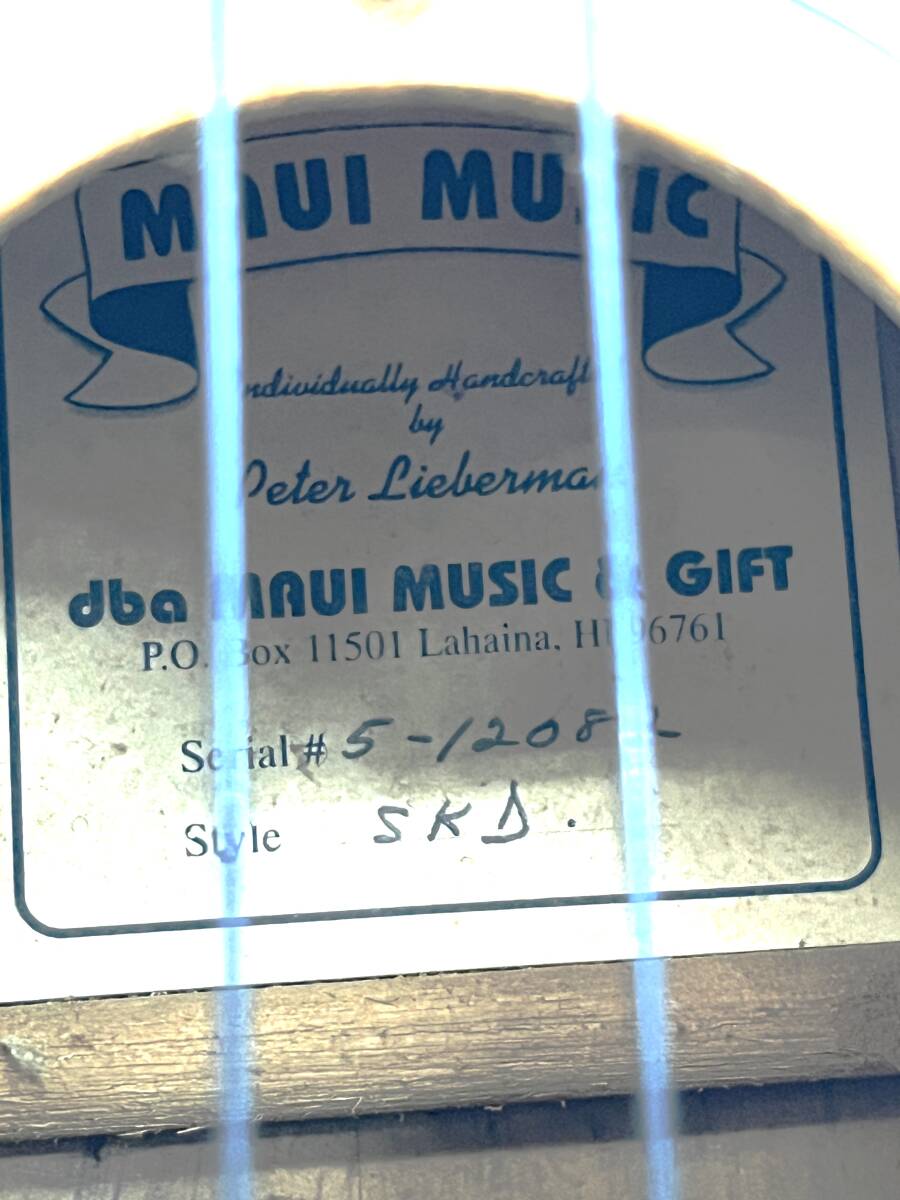 MAUI MUSIC
Individually Handcraft
by
Peter Lieberman
dba MAUI MUSIC & GIFT
P.O. Box 11501 Lahaina, HI 96761
Serial # 5-1208
Style SKD.